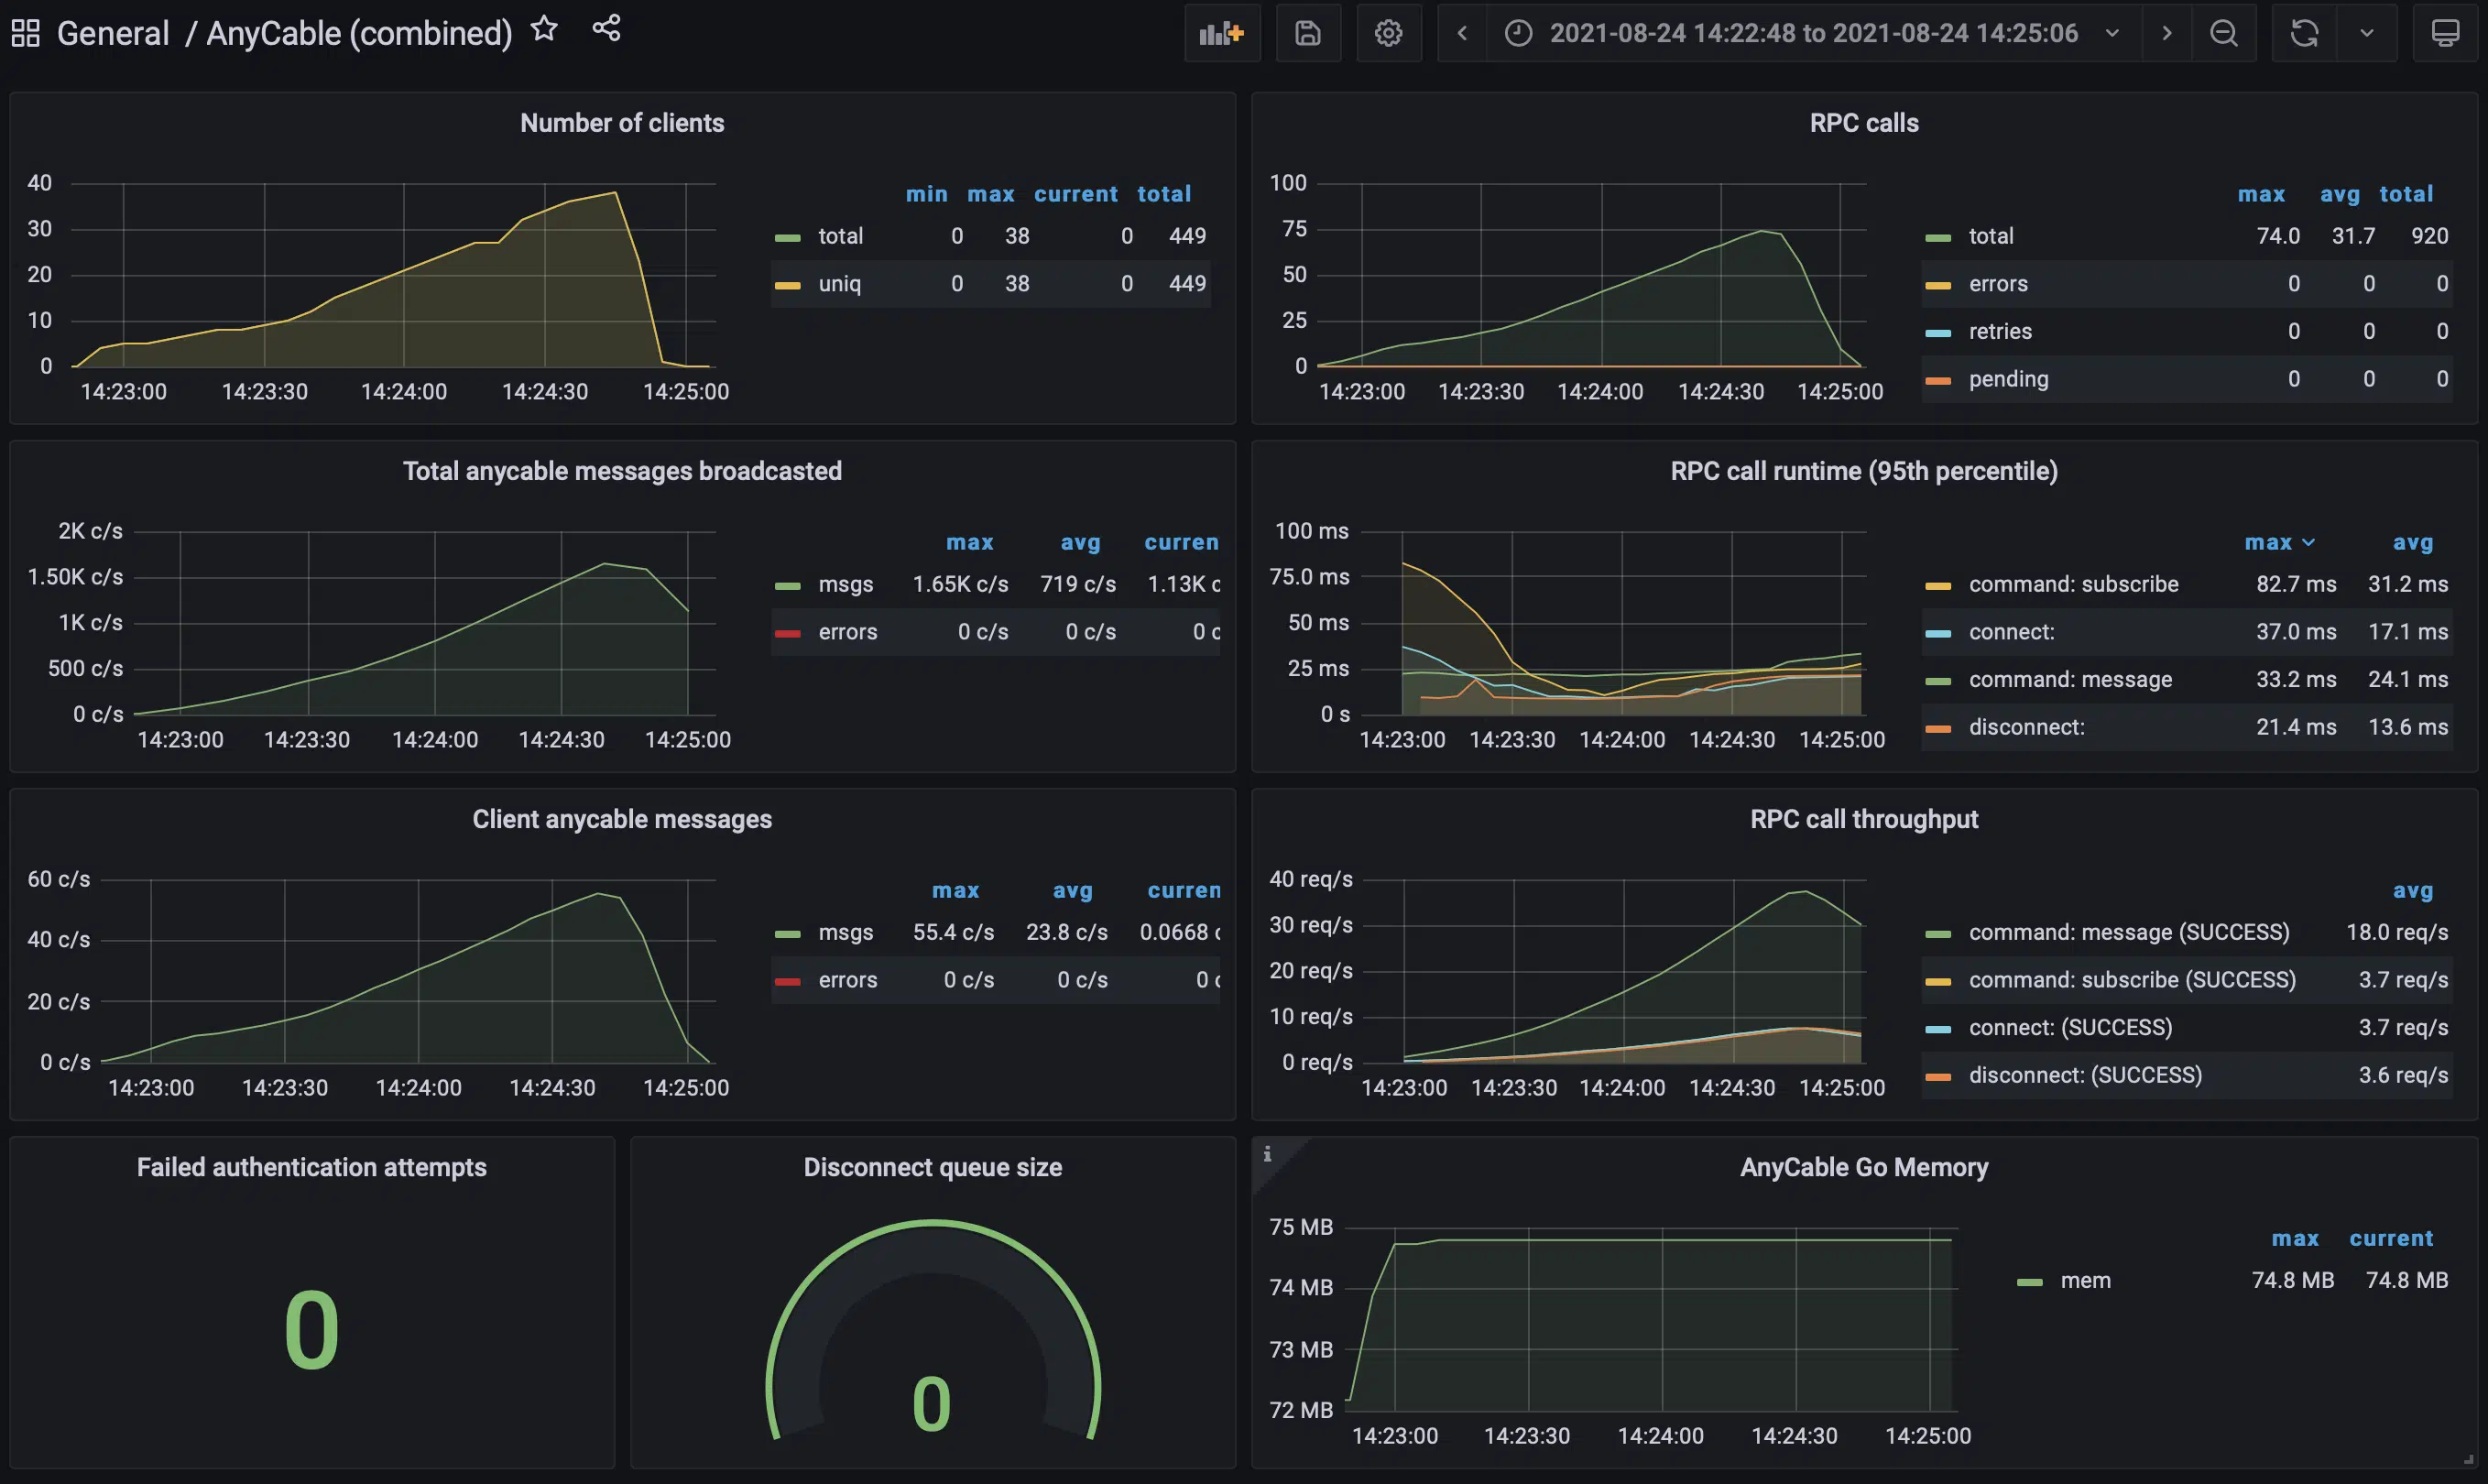 General / AnyCable (combined)
2021-08-24 14:22:48 to 2021-08-24 14:25:06
Number of clients
40
30
20
10
0
14:23:00 14:23:30 14:24:00 14:24:30 14:25:00
min max current total
total 0 38 0 449
uniq 0 38 0 449
RPC calls
100
75
50
25
0
14:23:00 14:23:30 14:24:00 14:24:30 14:25:00
max avg total
total 74.0 31.7 920
errors 0 0 0
retries 0 0 0
pending 0 0 0
Total anycable messages broadcasted
2K c/s
1.50K c/s
1K c/s
500 c/s
0 c/s
14:23:00 14:23:30 14:24:00 14:24:30 14:25:00
max avg curren
msgs 1.65K c/s 719 c/s 1.13K c
errors 0 c/s 0 c/s 0 c
RPC call runtime (95th percentile)
100 ms
75.0 ms
50 ms
25 ms
0 s
14:23:00 14:23:30 14:24:00 14:24:30 14:25:00
max avg
command: subscribe 82.7 ms 31.2 ms
connect: 37.0 ms 17.1 ms
command: message 33.2 ms 24.1 ms
disconnect: 21.4 ms 13.6 ms
Client anycable messages
60 c/s
40 c/s
20 c/s
0 c/s
14:23:00 14:23:30 14:24:00 14:24:30 14:25:00
max avg curren
msgs 55.4 c/s 23.8 c/s 0.0668 c
errors 0 c/s 0 c/s 0 c
RPC call throughput
40 req/s
30 req/s
20 req/s
10 req/s
0 req/s
14:23:00 14:23:30 14:24:00 14:24:30 14:25:00
avg
command: message (SUCCESS) 18.0 req/s
command: subscribe (SUCCESS) 3.7 req/s
connect: (SUCCESS) 3.7 req/s
disconnect: (SUCCESS) 3.6 req/s
Failed authentication attempts
0
Disconnect queue size
0
i
AnyCable Go Memory
75 MB
74 MB
73 MB
72 MB
14:23:00 14:23:30 14:24:00 14:24:30 14:25:00
max current
mem 74.8 MB 74.8 MB